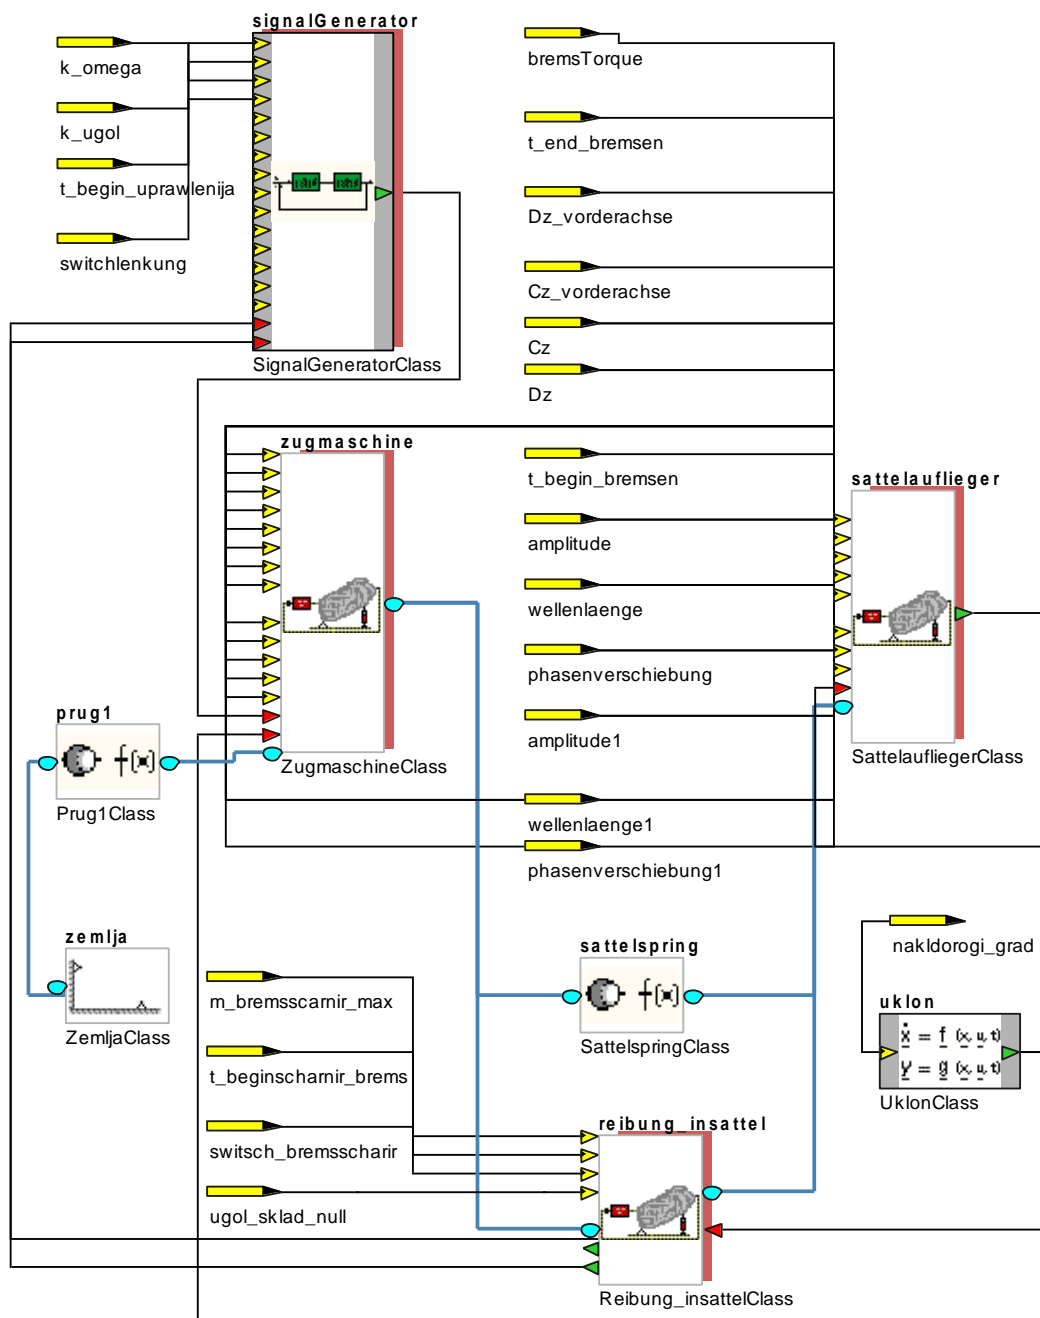 signalGenerator
k_omega
k_ugol
t_begin_uprawlenija
switchlenkung
SignalGeneratorClass
bremsTorque
t_end_bremsen
Dz_vorderachse
Cz_vorderachse
Cz
Dz
zugmaschine
t_begin_bremsen
amplitude
wellenlaenge
phasenverschiebung
amplitude1
wellenlaenge1
phasenverschiebung1
ZugmaschineClass
sattelauflieger
SattelaufliegerClass
prug1
f(x)
Prug1Class
zemlja
ZemljaClass
sattelspring
f(x)
SattelspringClass
nakldorogi_grad
uklon
ẋ = f (x, u, t)
y = g (x, u, t)
UklonClass
m_bremsscarnir_max
t_beginscharnir_brems
switsch_bremsscharir
ugol_sklad_null
reibung_insattel
Reibung_insattelClass